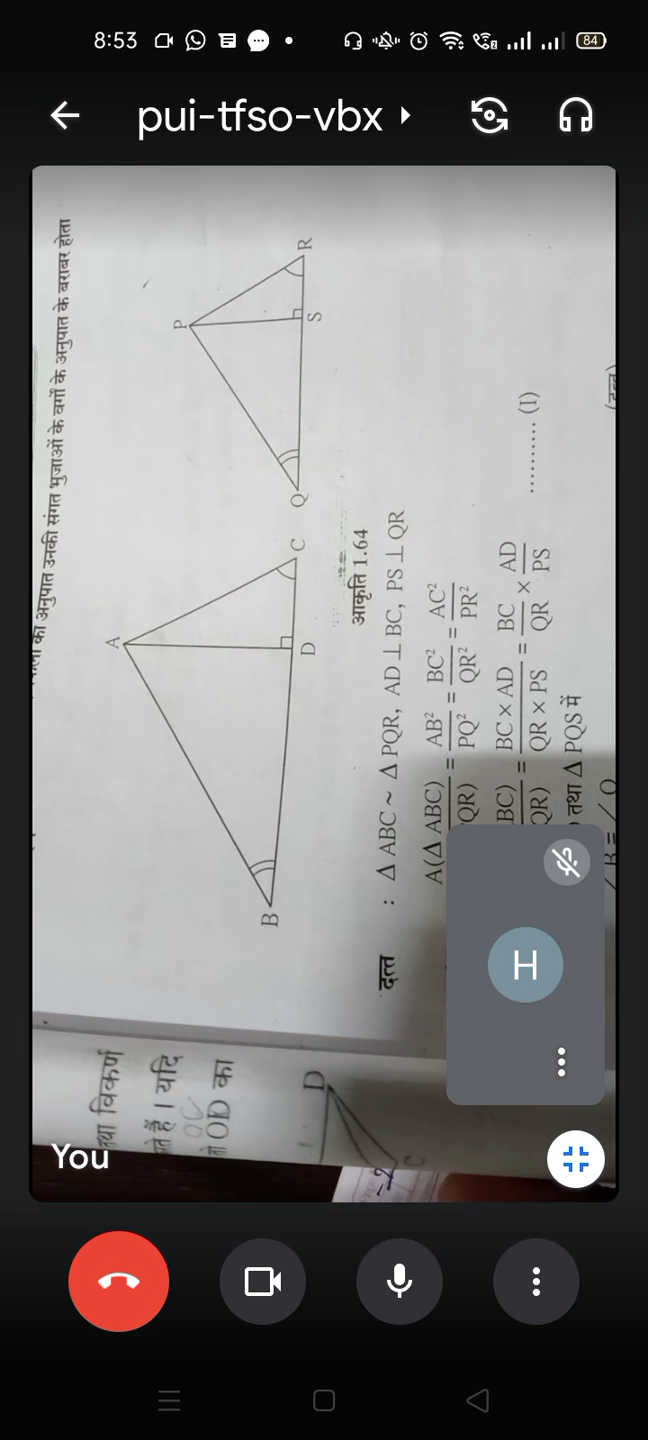 8:53
84
pui-tfso-vbx
का अनुपात उनकी संगत भुजाओं के वर्गों के अनुपात के बराबर होता
A
P
B
D
C
Q
S
R
आकृति 1.64
दत्त : Δ ABC ~ Δ PQR, AD ⊥ BC, PS ⊥ QR
A(Δ ABC) = AB² / PQ² = BC² / QR² = AC² / PR²
QR)
BC) = BC × AD / QR × PS = BC / QR × AD / PS .......... (I)
QR)
तथा Δ PQS में
तथा विकर्ण
हैं । यदि
OC
OD का
D
C
H
You